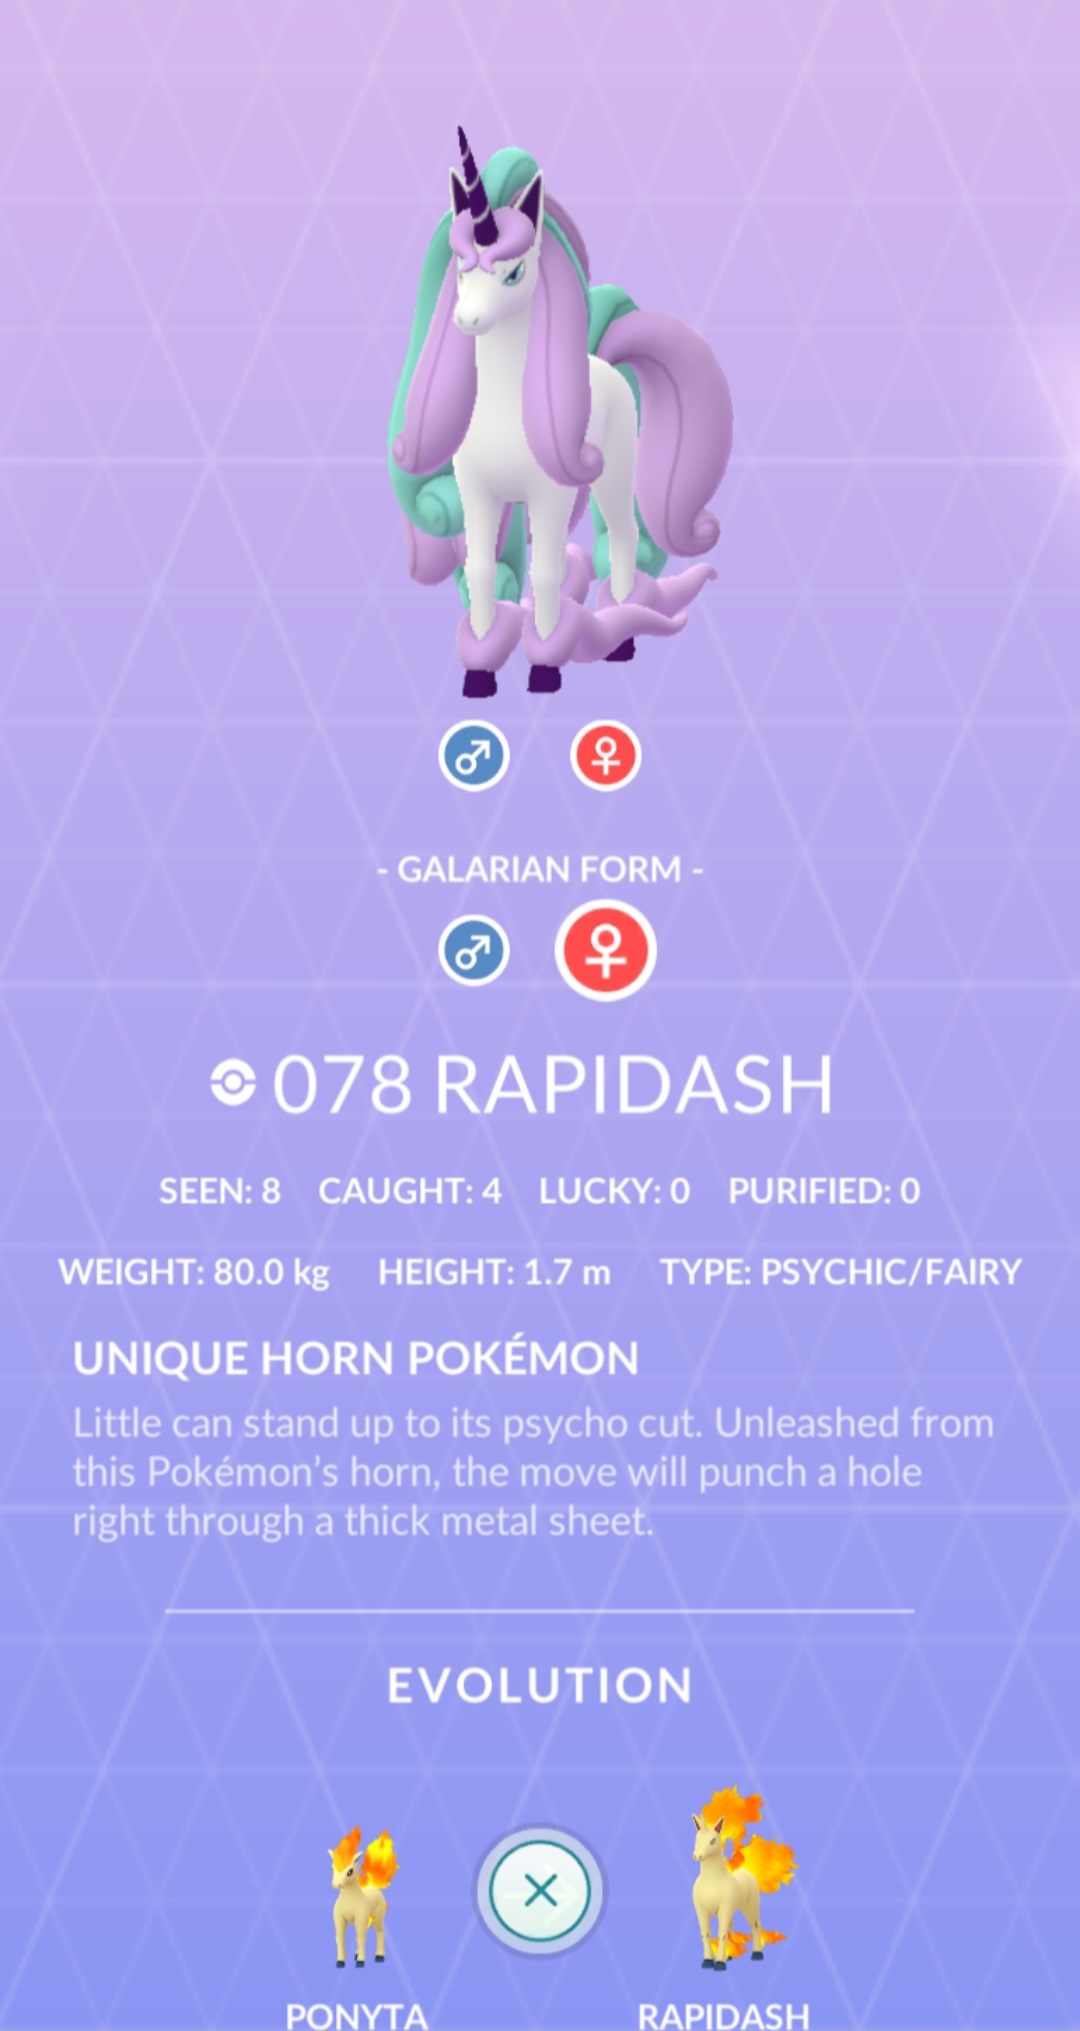 - GALARIAN FORM -
078 RAPIDASH
SEEN: 8 CAUGHT: 4 LUCKY: 0 PURIFIED: 0
WEIGHT: 80.0 kg HEIGHT: 1.7 m TYPE: PSYCHIC/FAIRY
UNIQUE HORN POKÉMON
Little can stand up to its psycho cut. Unleashed from
this Pokémon’s horn, the move will punch a hole
right through a thick metal sheet.
EVOLUTION
PONYTA RAPIDASH